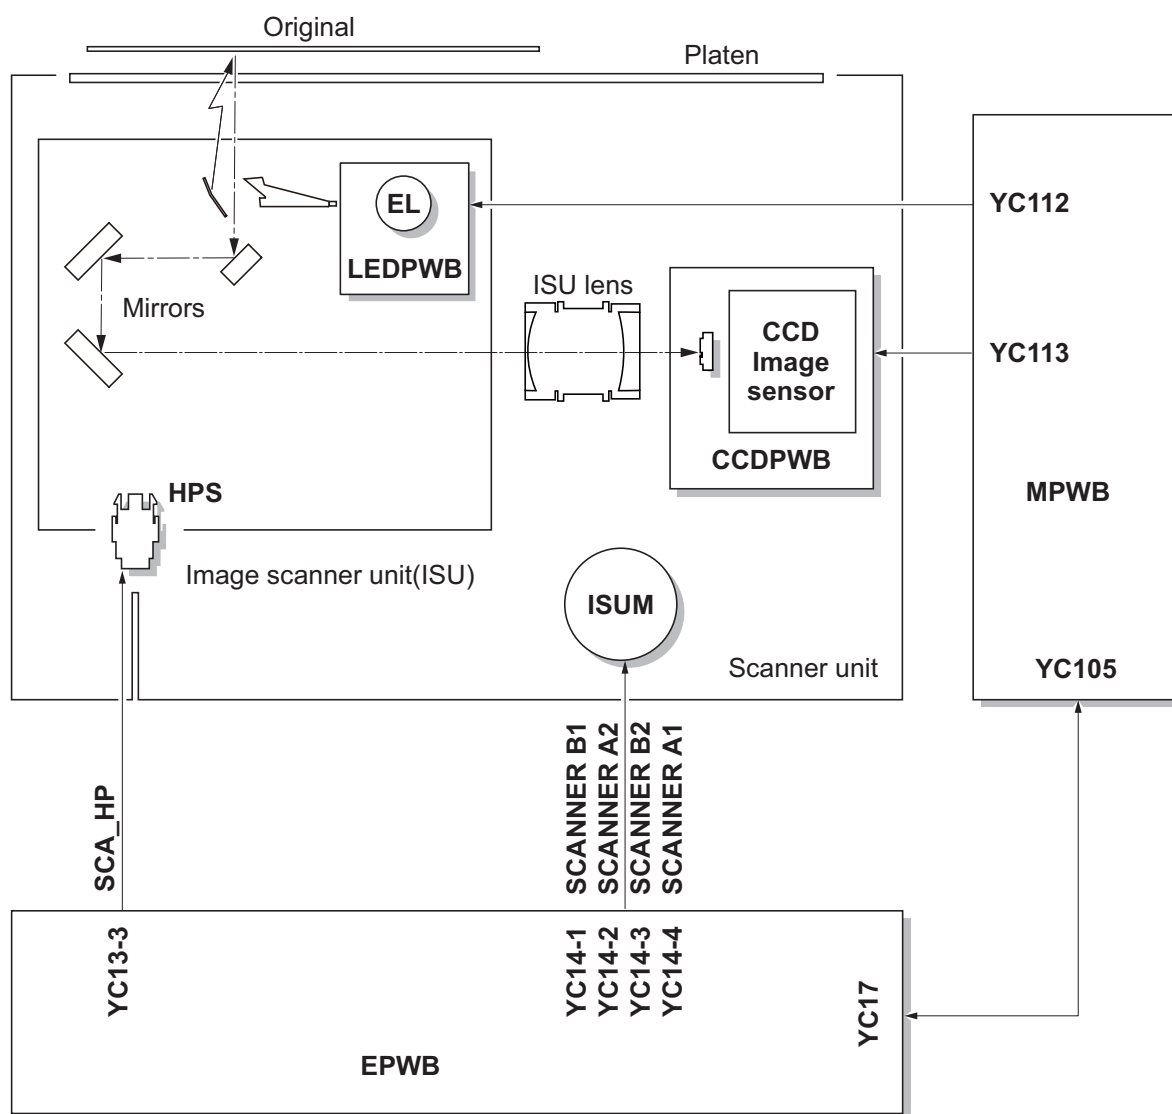 Original
Platen
EL
LEDPWB
YC112
ISU lens
Mirrors
CCD
Image
sensor
YC113
CCDPWB
HPS
MPWB
Image scanner unit(ISU)
ISUM
Scanner unit
YC105
SCA_HP
SCANNER B1
SCANNER A2
SCANNER B2
SCANNER A1
YC13-3
YC14-1
YC14-2
YC14-3
YC14-4
YC17
EPWB